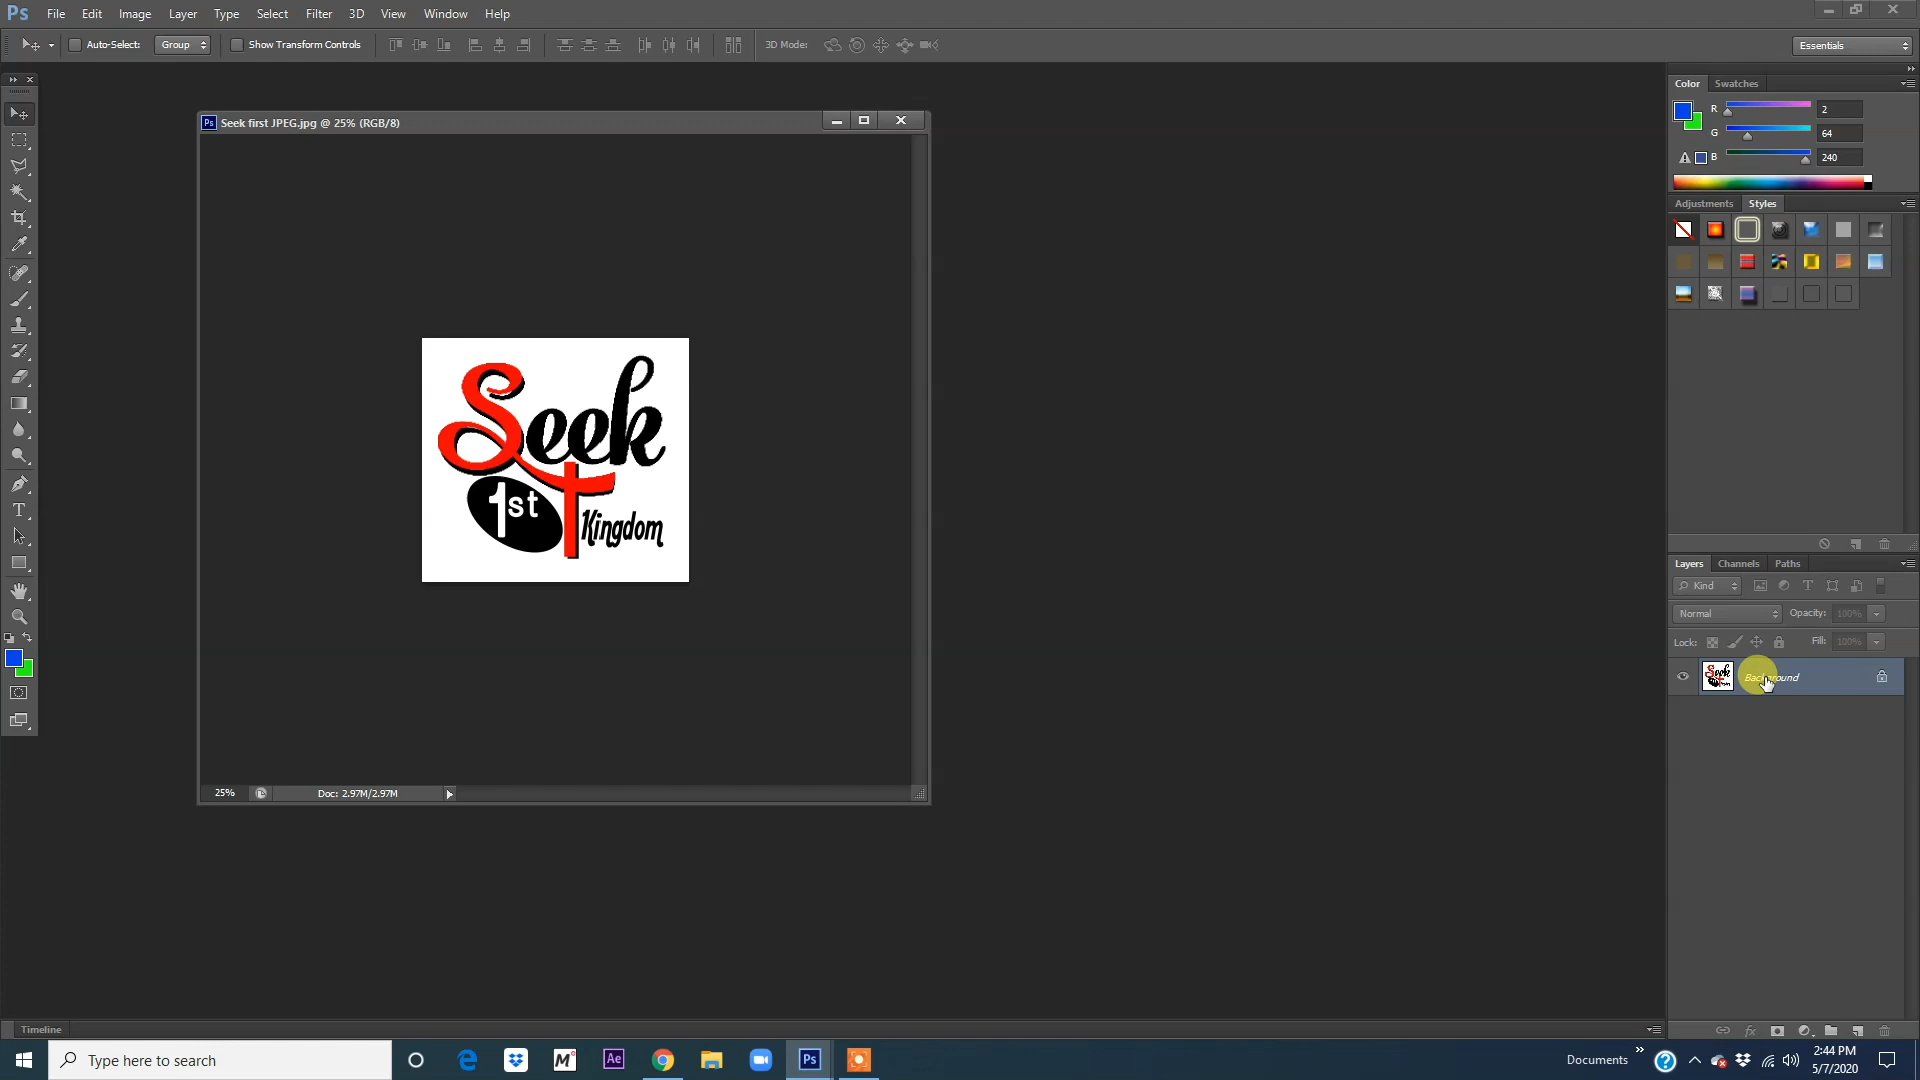 Ps File Edit Image Layer Type Select Filter 3D View Window Help
Auto-Select: Group Show Transform Controls 3D Mode: Essentials
Color Swatches
R 2
G 64
B 240
Adjustments Styles
Ps Seek first JPEG.jpg @ 25% (RGB/8)
Seek
1st
Kingdom
25% Doc: 2.97M/2.97M
Layers Channels Paths
Kind
Normal Opacity: 100%
Lock: Fill: 100%
Background
Timeline
Type here to search
Ae
Ps
Documents
2:44 PM
5/7/2020